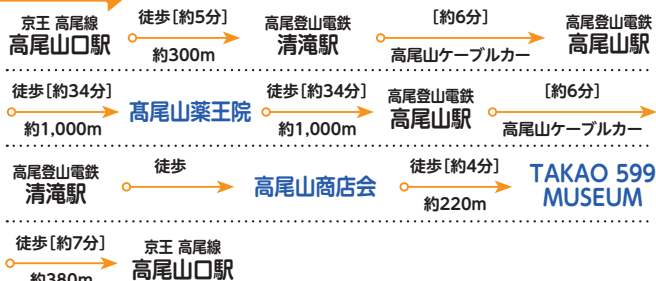 京王 高尾線
高尾山口駅
徒歩[約5分]
約300m
高尾登山電鉄
清滝駅
[約6分]
高尾山ケーブルカー
高尾登山電鉄
高尾山駅
徒歩[約34分]
約1,000m
髙尾山薬王院
徒歩[約34分]
約1,000m
高尾登山電鉄
高尾山駅
[約6分]
高尾山ケーブルカー
高尾登山電鉄
清滝駅
徒歩
高尾山商店会
徒歩[約4分]
約220m
TAKAO 599
MUSEUM
徒歩[約7分]
約380m
京王 高尾線
高尾山口駅